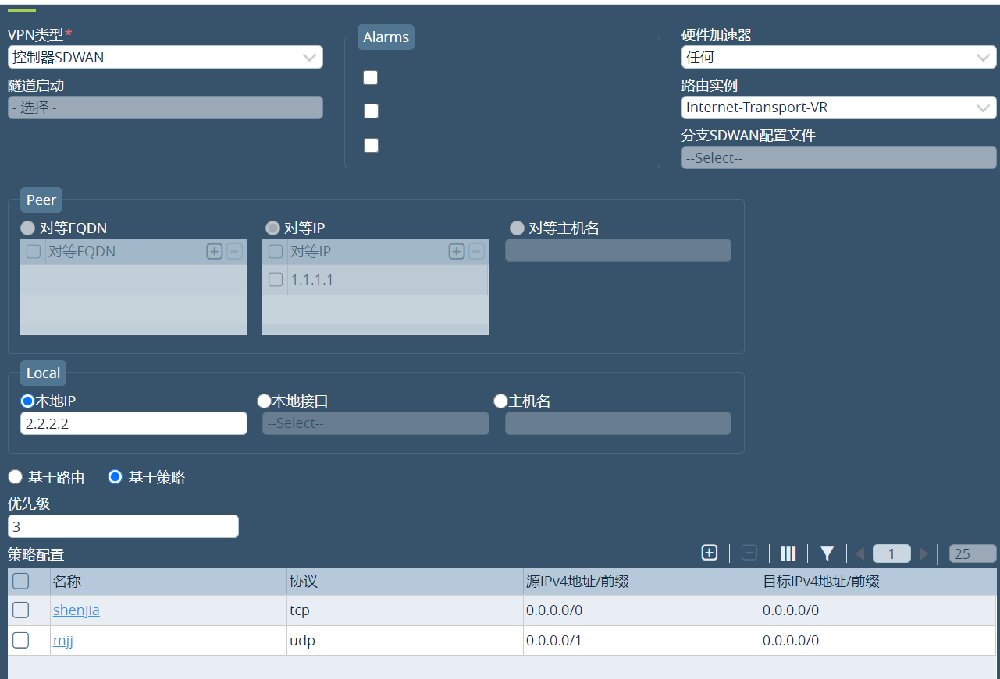 VPN类型*
控制器SDWAN
隧道启动
- 选择 -
Alarms
硬件加速器
任何
路由实例
Internet-Transport-VR
分支SDWAN配置文件
--Select--
Peer
对等FQDN
对等IP
对等主机名
对等FQDN
对等IP
1.1.1.1
Local
本地IP
本地接口
主机名
2.2.2.2
--Select--
基于路由
基于策略
优先级
3
策略配置
1
25
名称 协议 源IPv4地址/前缀 目标IPv4地址/前缀
shenjia tcp 0.0.0.0/0 0.0.0.0/0
mjj udp 0.0.0.0/1 0.0.0.0/0